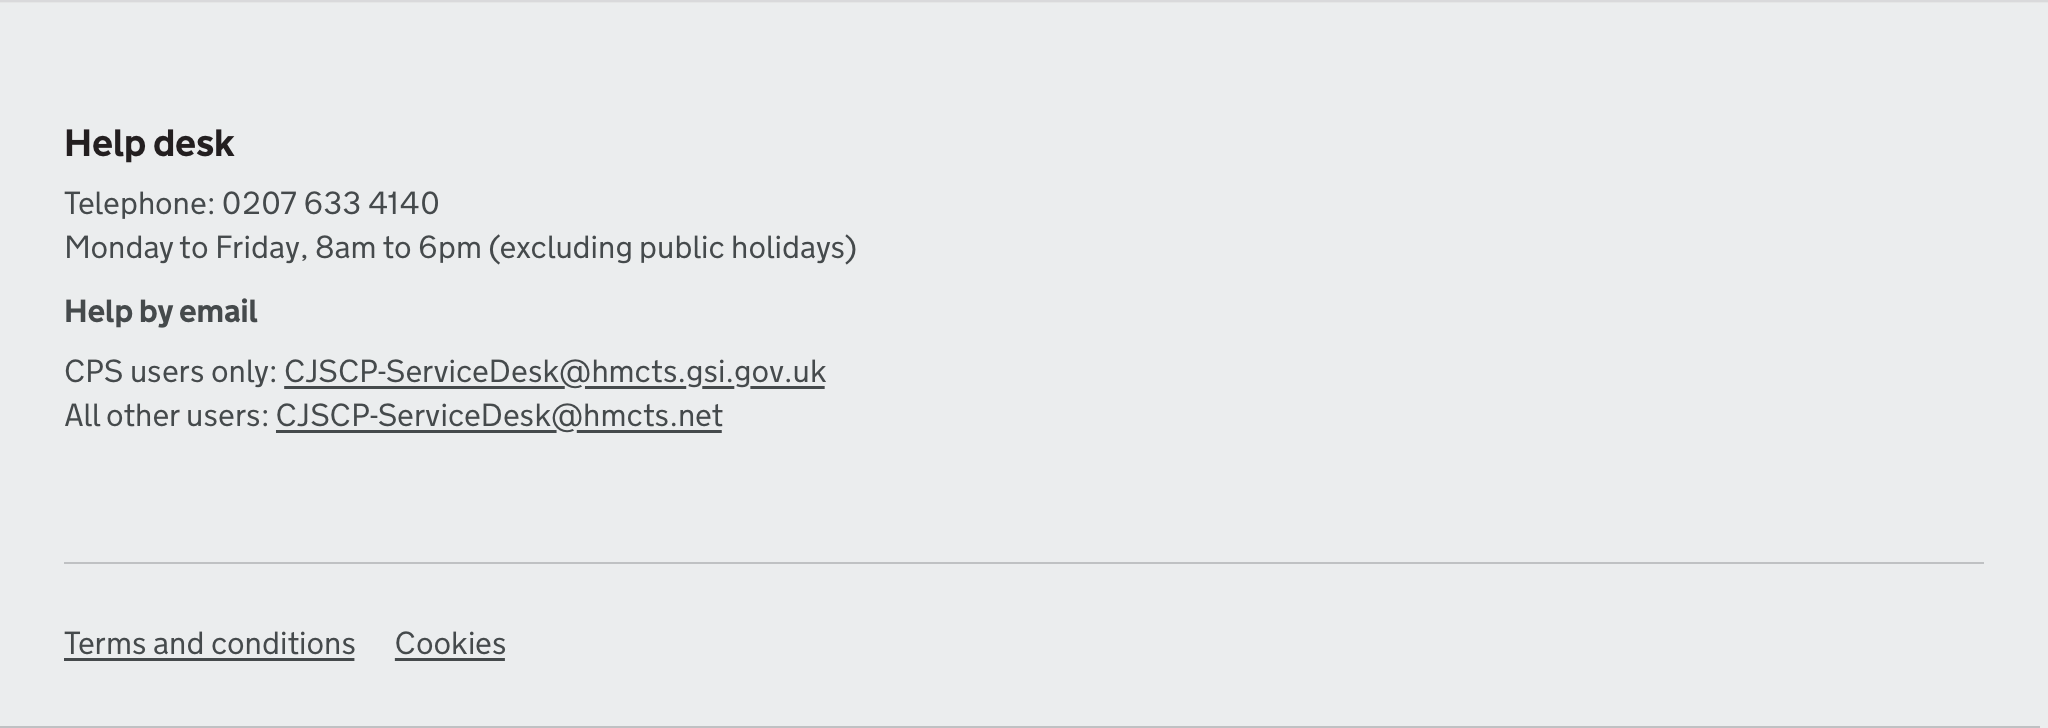 Help desk
Telephone: 0207 633 4140
Monday to Friday, 8am to 6pm (excluding public holidays)
Help by email
CPS users only: CJSCP-ServiceDesk@hmcts.gsi.gov.uk
All other users: CJSCP-ServiceDesk@hmcts.net
Terms and conditions Cookies